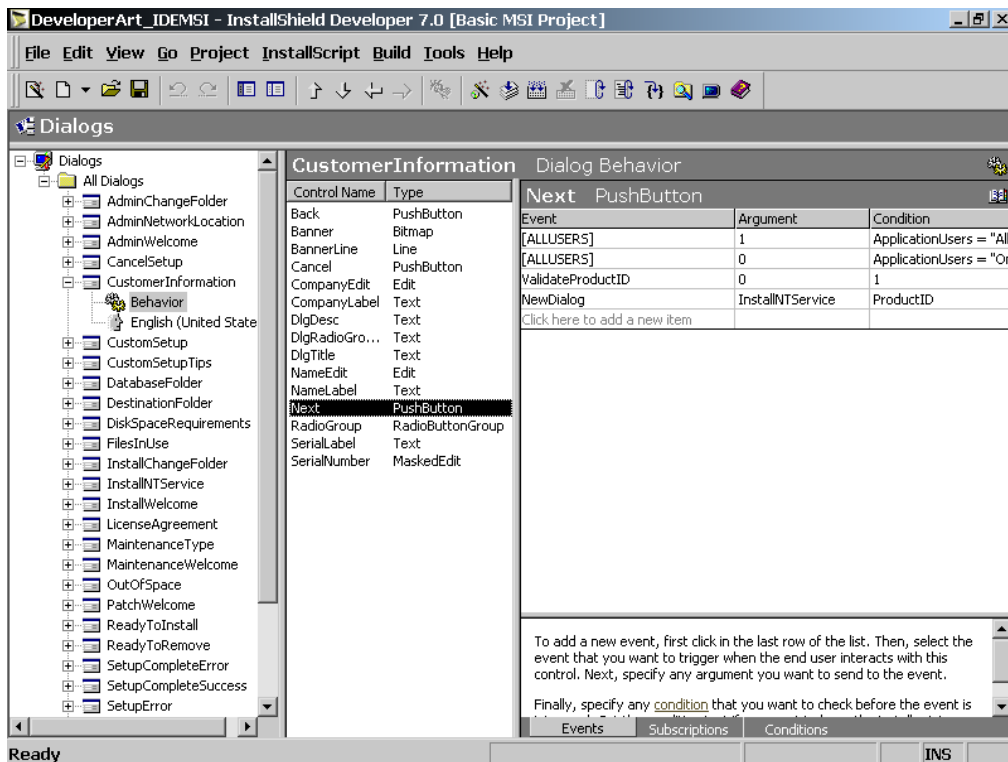 DeveloperArt_IDEMSI - InstallShield Developer 7.0 [Basic MSI Project]
File Edit View Go Project InstallScript Build Tools Help
Dialogs
Dialogs
All Dialogs
AdminChangeFolder
AdminNetworkLocation
AdminWelcome
CancelSetup
CustomerInformation
Behavior
English (United State
CustomSetup
CustomSetupTips
DatabaseFolder
DestinationFolder
DiskSpaceRequirements
FilesInUse
InstallChangeFolder
InstallNTService
InstallWelcome
LicenseAgreement
MaintenanceType
MaintenanceWelcome
OutOfSpace
PatchWelcome
ReadyToInstall
ReadyToRemove
SetupCompleteError
SetupCompleteSuccess
SetupError
CustomerInformation Dialog Behavior
Control Name Type
Back PushButton
Banner Bitmap
BannerLine Line
Cancel PushButton
CompanyEdit Edit
CompanyLabel Text
DlgDesc Text
DlgRadioGro... Text
DlgTitle Text
NameEdit Edit
NameLabel Text
Next PushButton
RadioGroup RadioButtonGroup
SerialLabel Text
SerialNumber MaskedEdit
Next PushButton
Event Argument Condition
[ALLUSERS] 1 ApplicationUsers = "All
[ALLUSERS] 0 ApplicationUsers = "On
ValidateProductID 0 1
NewDialog InstallNTService ProductID
Click here to add a new item
To add a new event, first click in the last row of the list. Then, select the
event that you want to trigger when the end user interacts with this
control. Next, specify any argument you want to send to the event.
Finally, specify any condition that you want to check before the event is
Events Subscriptions Conditions
Ready INS